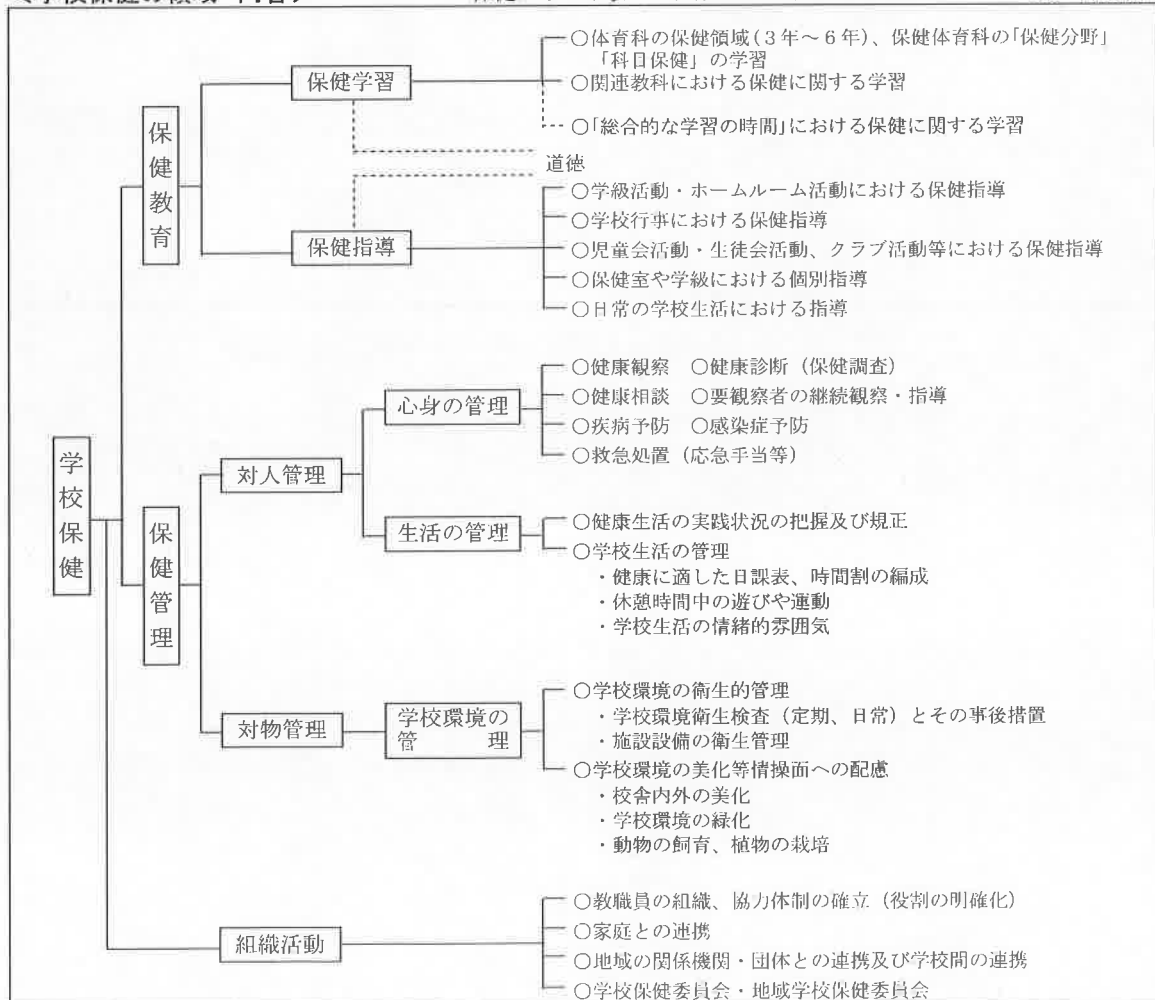 ○体育科の保健領域(3年～6年)、保健体育科の「保健分野」
「科目保健」の学習
保健学習
○関連教科における保健に関する学習
○「総合的な学習の時間」における保健に関する学習
保健教育
道徳
○学級活動・ホームルーム活動における保健指導
○学校行事における保健指導
保健指導
○児童会活動・生徒会活動、クラブ活動等における保健指導
○保健室や学級における個別指導
○日常の学校生活における指導
○健康観察 ○健康診断(保健調査)
心身の管理
○健康相談 ○要観察者の継続観察・指導
○疾病予防 ○感染症予防
○救急処置(応急手当等)
学校保健
対人管理
保健管理
生活の管理
○健康生活の実践状況の把握及び規正
○学校生活の管理
・健康に適した日課表、時間割の編成
・休憩時間中の遊びや運動
・学校生活の情緒的雰囲気
対物管理
学校環境の
管理
○学校環境の衛生的管理
・学校環境衛生検査(定期、日常)とその事後措置
・施設設備の衛生管理
○学校環境の美化等情操面への配慮
・校舎内外の美化
・学校環境の緑化
・動物の飼育、植物の栽培
組織活動
○教職員の組織、協力体制の確立(役割の明確化)
○家庭との連携
○地域の関係機関・団体との連携及び学校間の連携
○学校保健委員会・地域学校保健委員会